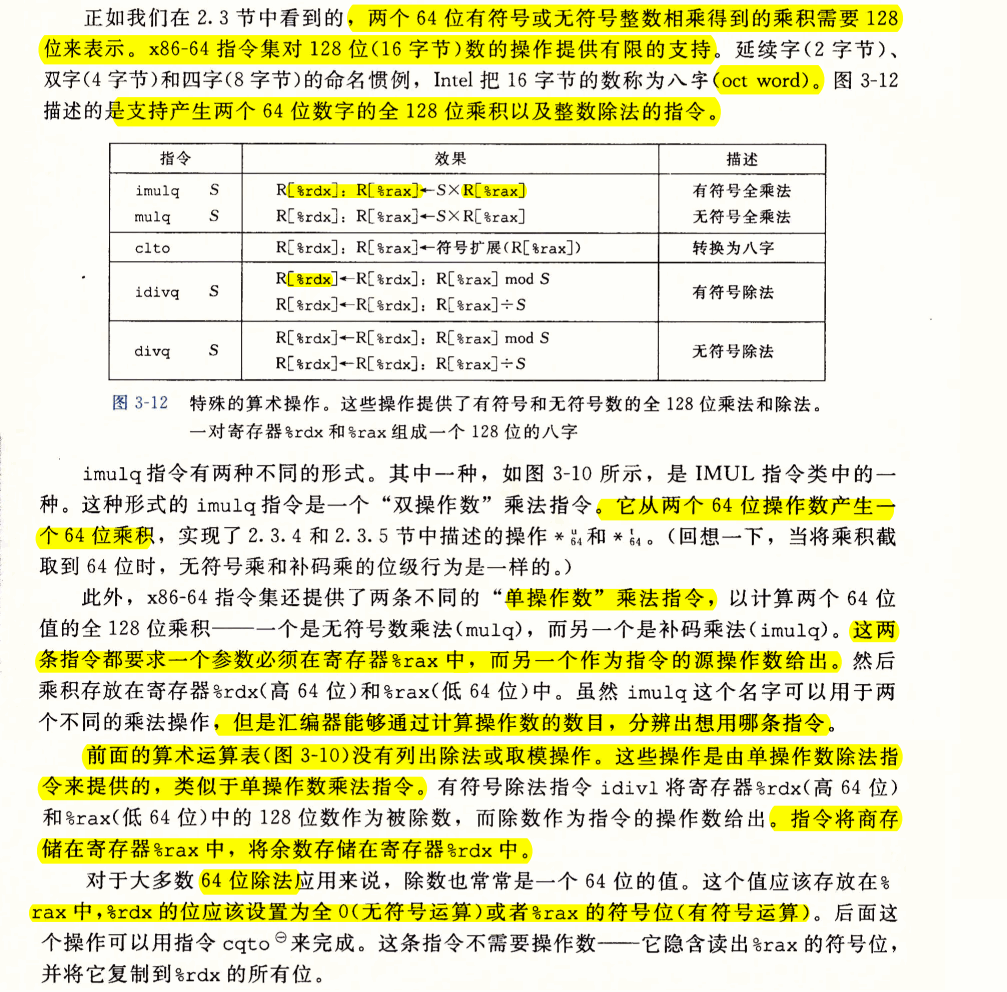 正如我们在 2.3 节中看到的，两个 64 位有符号或无符号整数相乘得到的乘积需要 128
位来表示。x86-64 指令集对 128 位(16 字节)数的操作提供有限的支持。延续字(2 字节)、
双字(4 字节)和四字(8 字节)的命名惯例，Intel 把 16 字节的数称为八字(oct word)。图 3-12
描述的是支持产生两个 64 位数字的全 128 位乘积以及整数除法的指令。
指令 效果 描述
imulq S R[%rdx]：R[%rax]←S×R[%rax] 有符号全乘法
mulq S R[%rdx]：R[%rax]←S×R[%rax] 无符号全乘法
clto R[%rdx]：R[%rax]←符号扩展(R[%rax]) 转换为八字
idivq S R[%rdx]←R[%rdx]：R[%rax] mod S 有符号除法
R[%rdx]←R[%rdx]：R[%rax]÷S
divq S R[%rdx]←R[%rdx]：R[%rax] mod S 无符号除法
R[%rdx]←R[%rdx]：R[%rax]÷S
图 3-12 特殊的算术操作。这些操作提供了有符号和无符号数的全 128 位乘法和除法。
一对寄存器%rdx 和%rax 组成一个 128 位的八字
imulq 指令有两种不同的形式。其中一种，如图 3-10 所示，是 IMUL 指令类中的一
种。这种形式的 imulq 指令是一个“双操作数”乘法指令。它从两个 64 位操作数产生一
个 64 位乘积，实现了 2.3.4 和 2.3.5 节中描述的操作 *ᵘ₆₄ 和 *ᵗ₆₄。（回想一下，当将乘积截
取到 64 位时，无符号乘和补码乘的位级行为是一样的。）
此外，x86-64 指令集还提供了两条不同的“单操作数”乘法指令，以计算两个 64 位
值的全 128 位乘积——一个是无符号数乘法(mulq)，而另一个是补码乘法(imulq)。这两
条指令都要求一个参数必须在寄存器%rax 中，而另一个作为指令的源操作数给出。然后
乘积存放在寄存器%rdx(高 64 位)和%rax(低 64 位)中。虽然 imulq 这个名字可以用于两
个不同的乘法操作，但是汇编器能够通过计算操作数的数目，分辨出想用哪条指令。
前面的算术运算表(图 3-10)没有列出除法或取模操作。这些操作是由单操作数除法指
令来提供的，类似于单操作数乘法指令。有符号除法指令 idivl 将寄存器%rdx(高 64 位)
和%rax(低 64 位)中的 128 位数作为被除数，而除数作为指令的操作数给出。指令将商存
储在寄存器%rax 中，将余数存储在寄存器%rdx 中。
对于大多数 64 位除法应用来说，除数也常常是一个 64 位的值。这个值应该存放在%
rax 中，%rdx 的位应该设置为全 0(无符号运算)或者%rax 的符号位(有符号运算)。后面这
个操作可以用指令 cqto⊖来完成。这条指令不需要操作数——它隐含读出%rax 的符号位，
并将它复制到%rdx 的所有位。